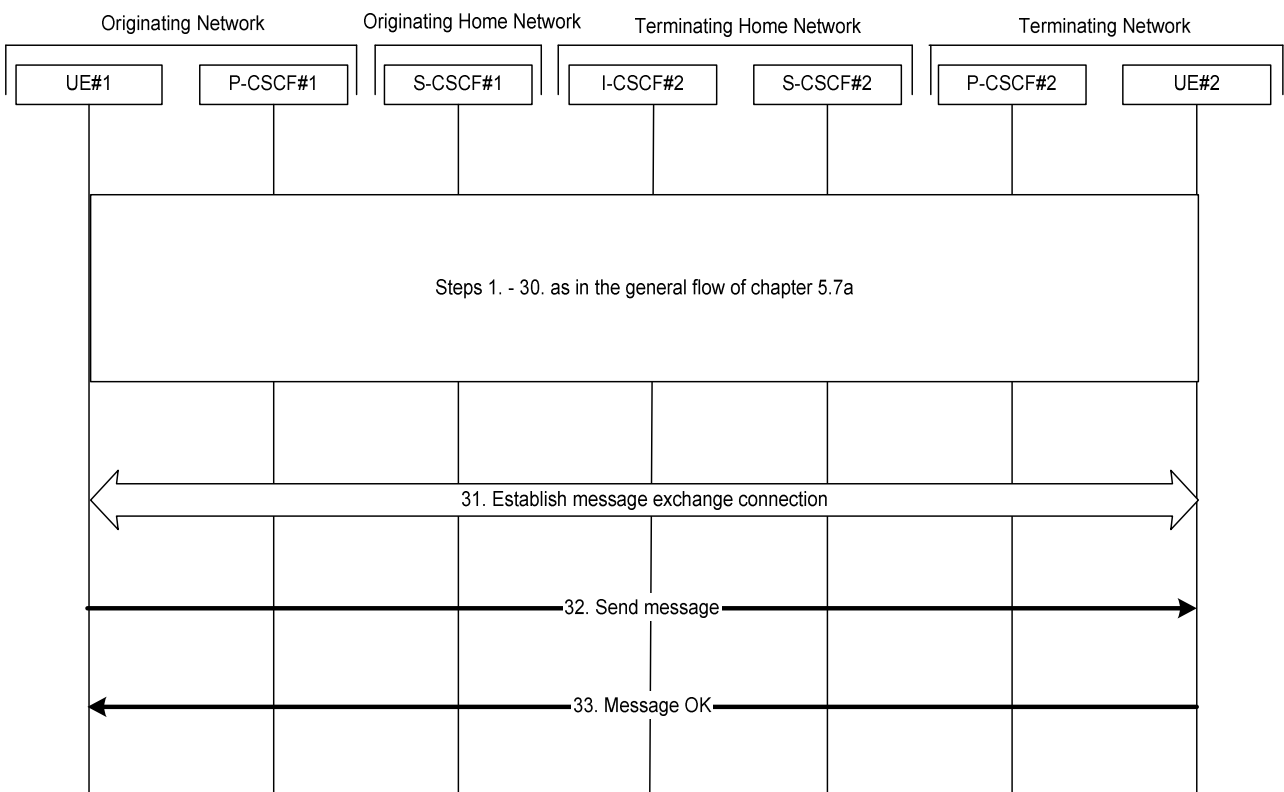 Originating Network
Originating Home Network
Terminating Home Network
Terminating Network
UE#1
P-CSCF#1
S-CSCF#1
I-CSCF#2
S-CSCF#2
P-CSCF#2
UE#2
Steps 1. - 30. as in the general flow of chapter 5.7a
31. Establish message exchange connection
32. Send message
33. Message OK